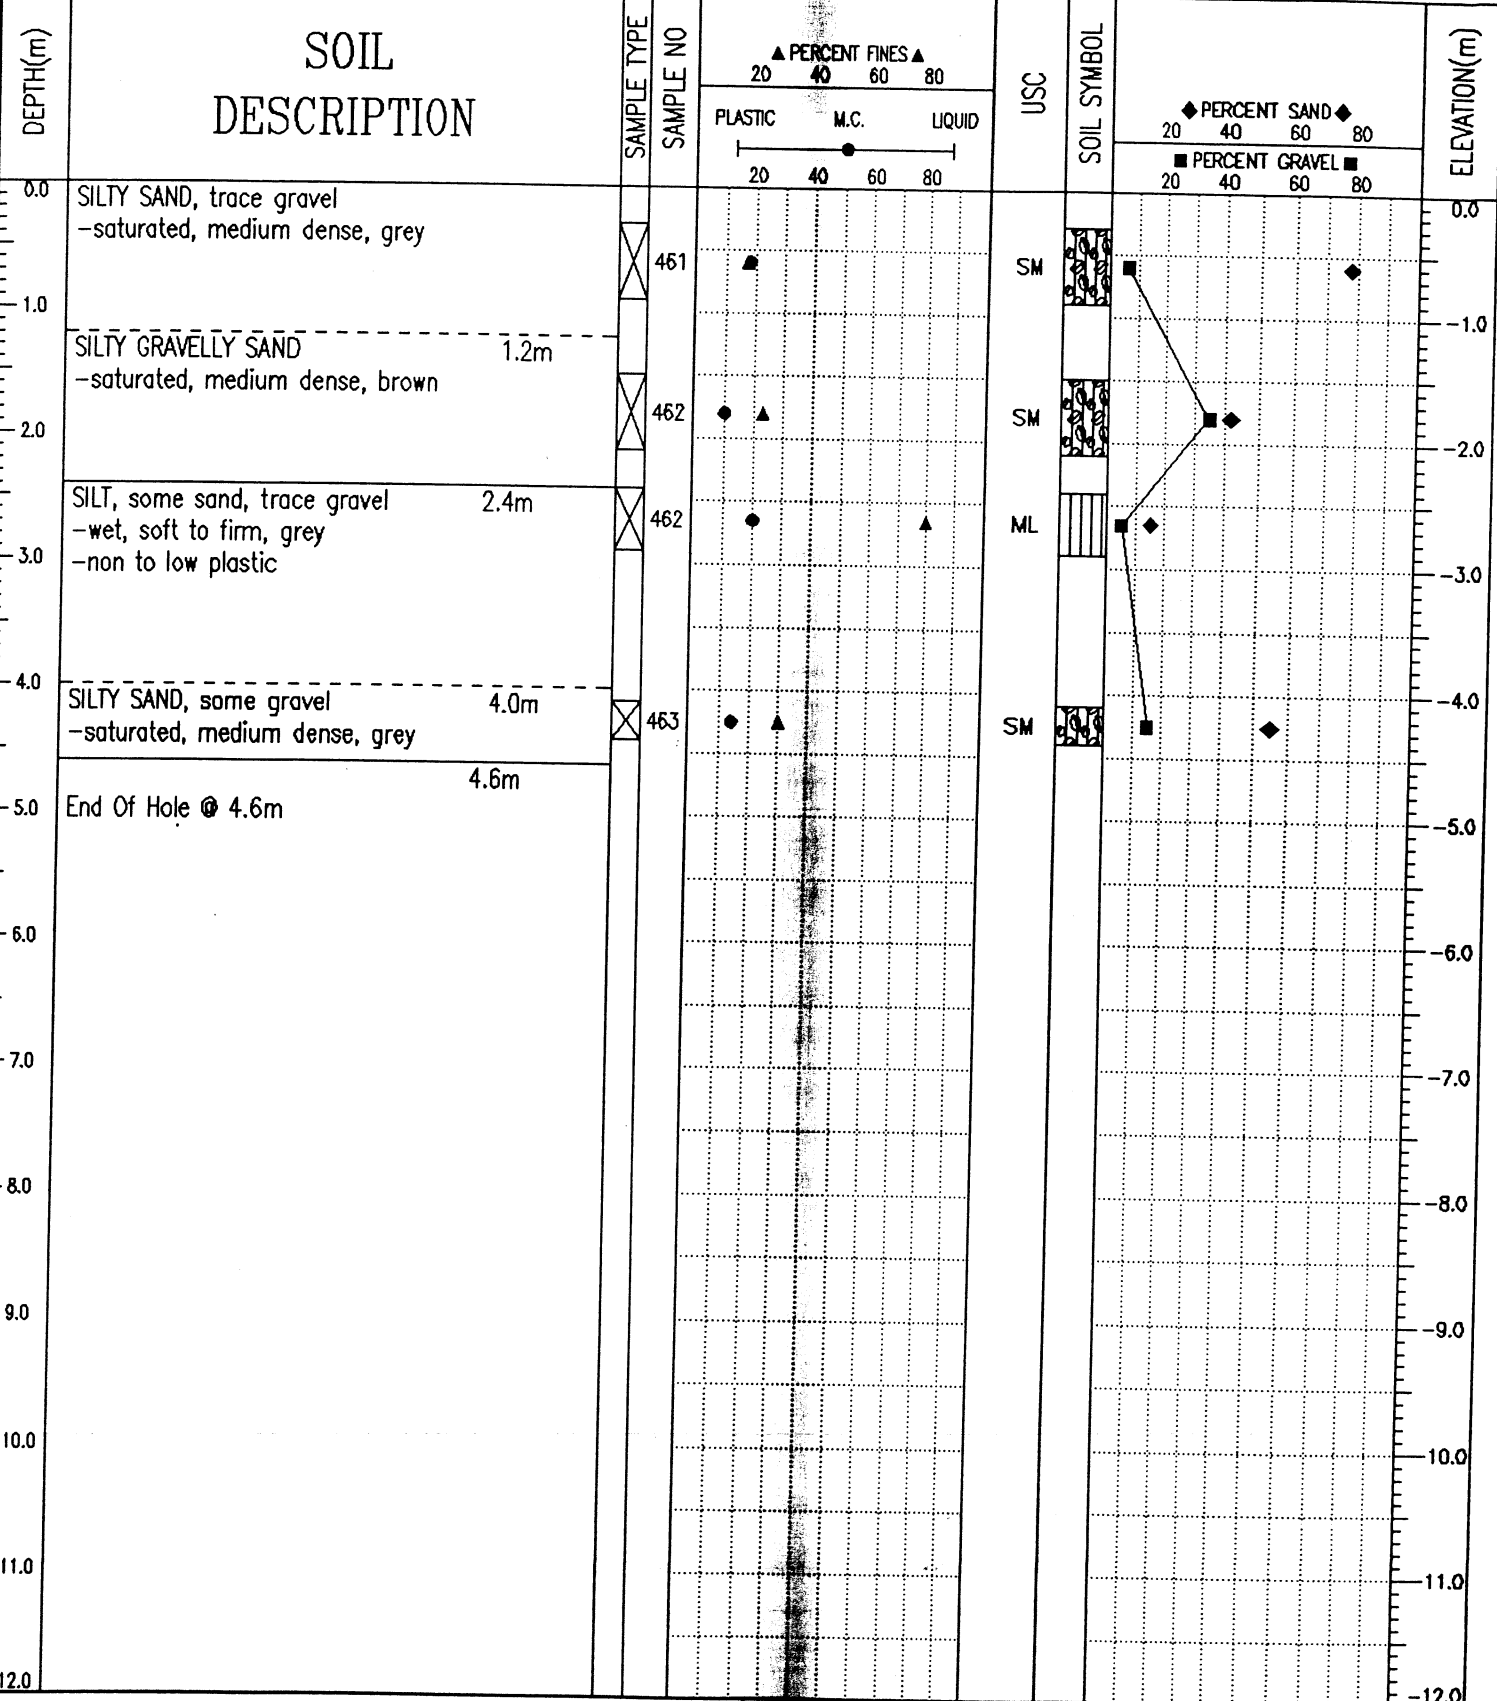 DEPTH(m)
SOIL
DESCRIPTION
SAMPLE TYPE
SAMPLE NO
▲ PERCENT FINES ▲
20 40 60 80
PLASTIC M.C. LIQUID
20 40 60 80
USC
SOIL SYMBOL
◆ PERCENT SAND ◆
20 40 60 80
■ PERCENT GRAVEL ■
20 40 60 80
ELEVATION(m)
0.0
SILTY SAND, trace gravel
-saturated, medium dense, grey
461
SM
0.0
1.0
-1.0
SILTY GRAVELLY SAND 1.2m
-saturated, medium dense, brown
462
SM
2.0
-2.0
SILT, some sand, trace gravel 2.4m
-wet, soft to firm, grey
-non to low plastic
462
ML
3.0
-3.0
4.0
-4.0
SILTY SAND, some gravel 4.0m
-saturated, medium dense, grey
463
SM
4.6m
End Of Hole @ 4.6m
5.0
-5.0
6.0
-6.0
7.0
-7.0
8.0
-8.0
9.0
-9.0
10.0
-10.0
11.0
-11.0
12.0
-12.0